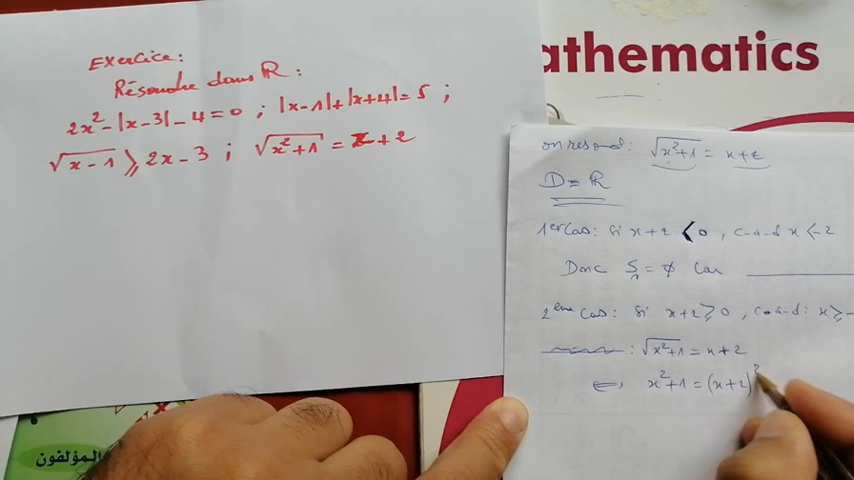 Exercice:
Résoudre dans ℝ:
2x² - |x - 3| - 4 = 0 ; |x - 1| + |x + 4| = 5 ;
√(x - 1) ⩾ 2x - 3 ; √(x² + 1) = x + 2
athematics
on resoud: √(x² + 1) = x + 2
D = ℝ
1er Cas: Si x + 2 < 0, c-a-d x < -2
Donc S₁ = ∅ Car
2eme cas: Si x + 2 ⩾ 0, c-a-d: x ⩾ -
: √(x² + 1) = x + 2
⟺ x² + 1 = (x + 2)²
المؤلفون